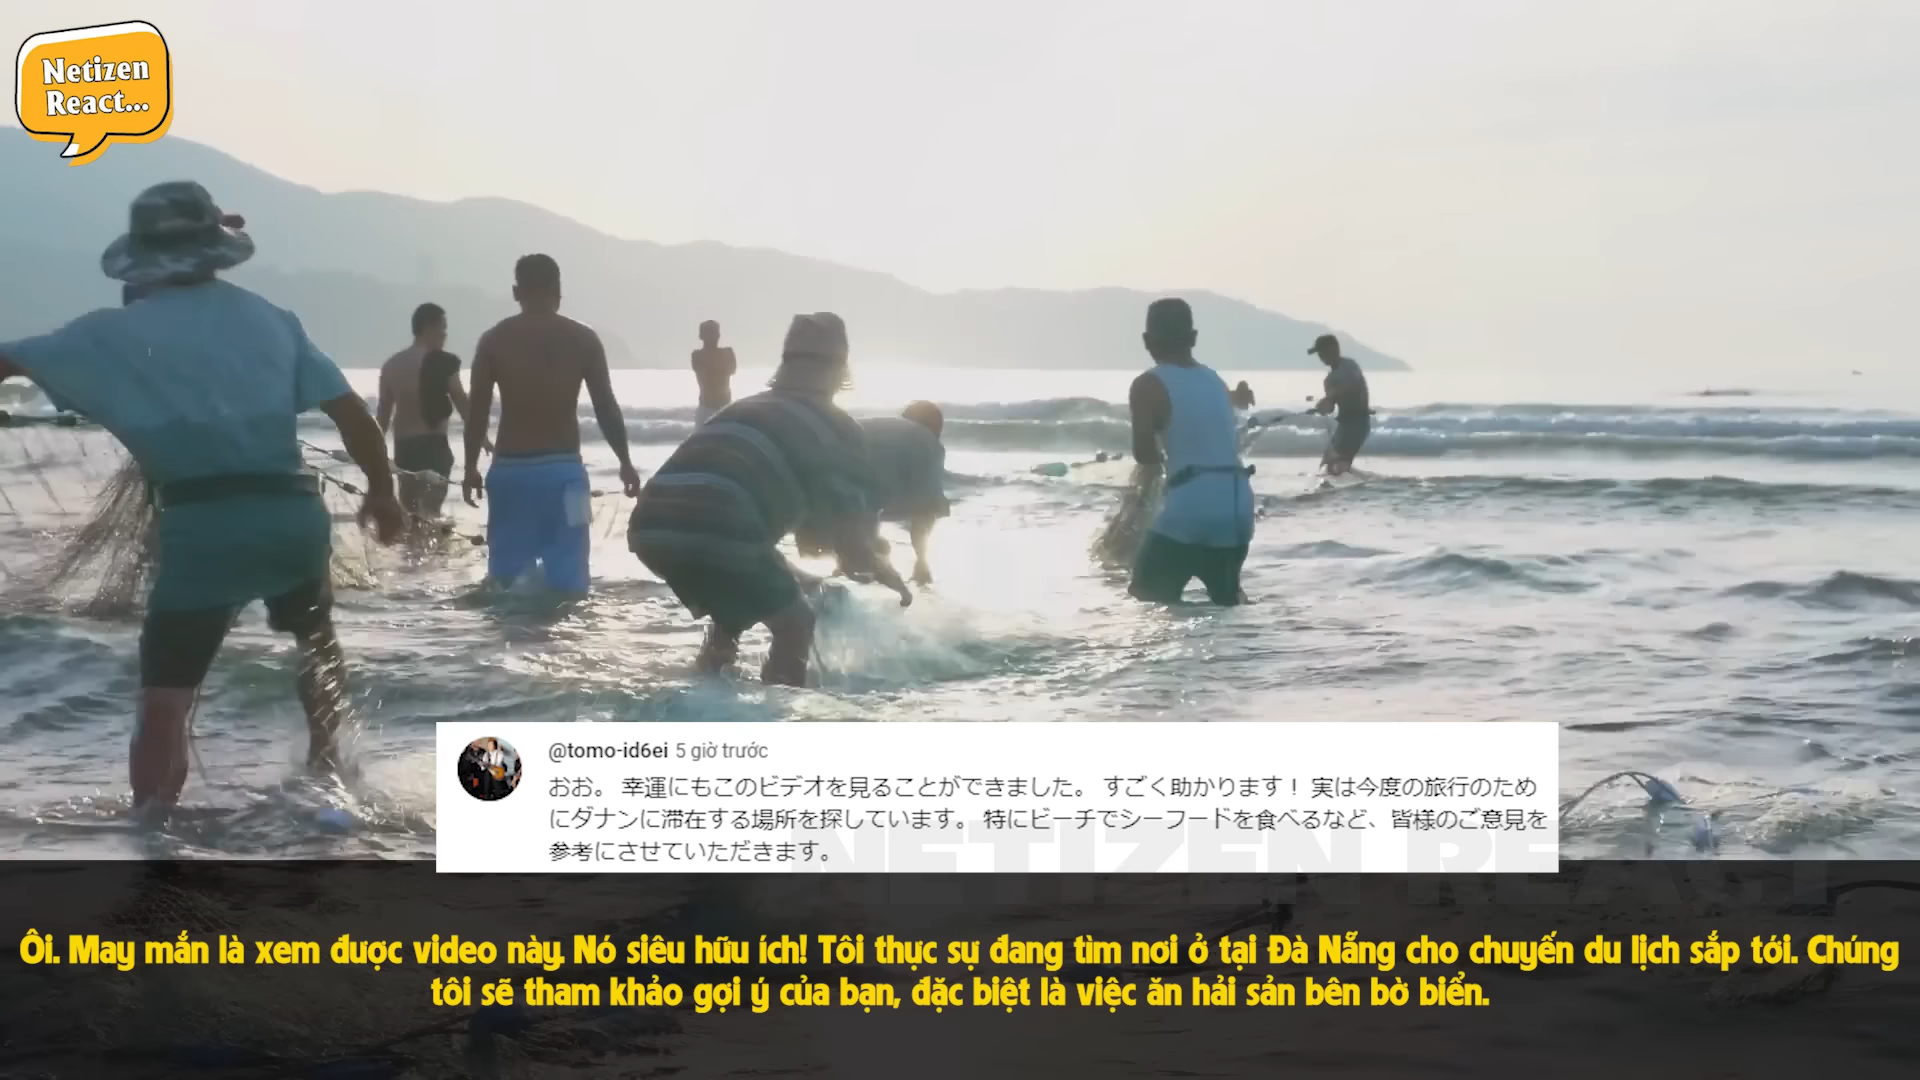 Netizen
React...
@tomo-id6ei 5 giờ trước
おお。 幸運にもこのビデオを見ることができました。 すごく助かります！ 実は今度の旅行のため
にダナンに滞在する場所を探しています。 特にビーチでシーフードを食べるなど、皆様のご意見を
参考にさせていただきます。
NETIZEN REACT
Ôi. May mắn là xem được video này. Nó siêu hữu ích! Tôi thực sự đang tìm nơi ở tại Đà Nẵng cho chuyến du lịch sắp tới. Chúng
tôi sẽ tham khảo gợi ý của bạn, đặc biệt là việc ăn hải sản bên bờ biển.